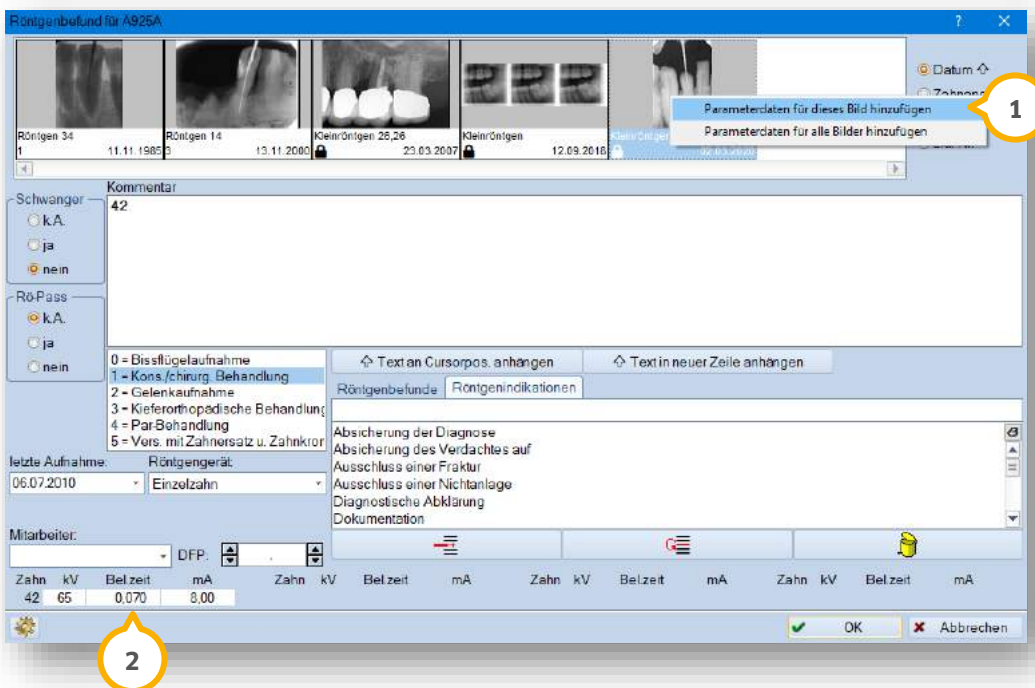 Röntgenbefund für A925A
Datum
Parameterdaten für dieses Bild hinzufügen
1
Parameterdaten für alle Bilder hinzufügen
Röntgen 34
1 11.11.1985
Röntgen 14
3 13.11.2000
Kleinröntgen 26,26
23.03.2007
Kleinröntgen
12.09.2016
02.03.2020
Kommentar
42
Schwanger
k.A.
ja
nein
Rö-Pass
k.A.
ja
nein
0 = Bissflügelaufnahme
1 = Kons./chirurg. Behandlung
2 = Gelenkaufnahme
3 = Kieferorthopädische Behandlung
4 = Par-Behandlung
5 = Vers. mit Zahnersatz u. Zahnkron
Text an Cursorpos. anhängen
Text in neuer Zeile anhängen
Röntgenbefunde Röntgenindikationen
Absicherung der Diagnose
Absicherung des Verdachtes auf
Ausschluss einer Fraktur
Ausschluss einer Nichtanlage
Diagnostische Abklärung
Dokumentation
letzte Aufnahme: Röntgengerät:
06.07.2010 Einzelzahn
Mitarbeiter:
DFP:
Zahn kV Bel.zeit mA Zahn kV Bel.zeit mA Zahn kV Bel.zeit mA Zahn kV Bel.zeit mA
42 65 0,070 8,00
OK Abbrechen
2